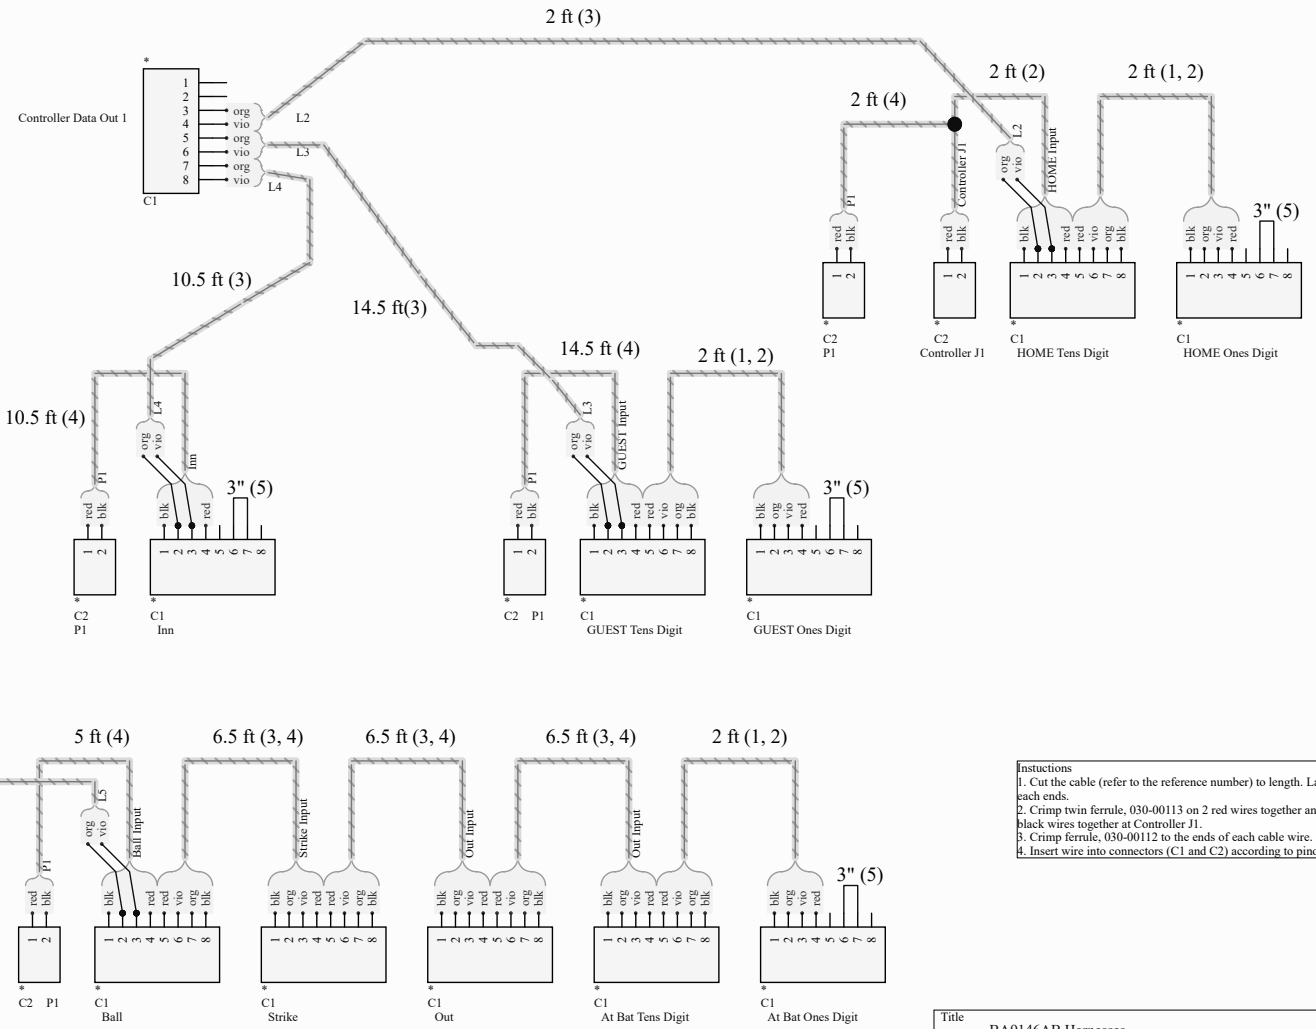 2 ft (3)
*
1
2
3 org
4 vio
5 org
6 vio
7 org
8 vio
Controller Data Out 1
C1
L2
L3
L4
2 ft (4)
2 ft (2)
2 ft (1, 2)
P1
Controller J1
L2
HOME Input
org
vio
3" (5)
red blk
red blk
blk red red vio org blk
blk org vio red
1 2
1 2
1 2 3 4 5 6 7 8
1 2 3 4 5 6 7 8
*
C2
P1
*
C2
Controller J1
*
C1
HOME Tens Digit
*
C1
HOME Ones Digit
10.5 ft (3)
14.5 ft(3)
10.5 ft (4)
L4
org
vio
P1
Inn
3" (5)
red blk
blk red
1 2
1 2 3 4 5 6 7 8
*
C2
P1
*
C1
Inn
14.5 ft (4)
2 ft (1, 2)
L3
org
vio
P1
GUEST Input
3" (5)
red blk
blk red red vio org blk
blk org vio red
1 2
1 2 3 4 5 6 7 8
1 2 3 4 5 6 7 8
*
C2 P1
*
C1
GUEST Tens Digit
*
C1
GUEST Ones Digit
5 ft (4)
6.5 ft (3, 4)
6.5 ft (3, 4)
6.5 ft (3, 4)
2 ft (1, 2)
L5
org
vio
P1
Ball Input
Strike Input
Out Input
Out Input
3" (5)
red blk
blk red red vio org blk
blk org vio red red vio org blk
blk org vio red red vio org blk
blk org vio red red vio org blk
blk org vio red
1 2
1 2 3 4 5 6 7 8
1 2 3 4 5 6 7 8
1 2 3 4 5 6 7 8
1 2 3 4 5 6 7 8
1 2 3 4 5 6 7 8
*
C2 P1
*
C1
Ball
*
C1
Strike
*
C1
Out
*
C1
At Bat Tens Digit
*
C1
At Bat Ones Digit
Instuctions
1. Cut the cable (refer to the reference number) to length. La
each ends.
2. Crimp twin ferrule, 030-00113 on 2 red wires together an
black wires together at Controller J1.
3. Crimp ferrule, 030-00112 to the ends of each cable wire.
4. Insert wire into connectors (C1 and C2) according to pino
Title